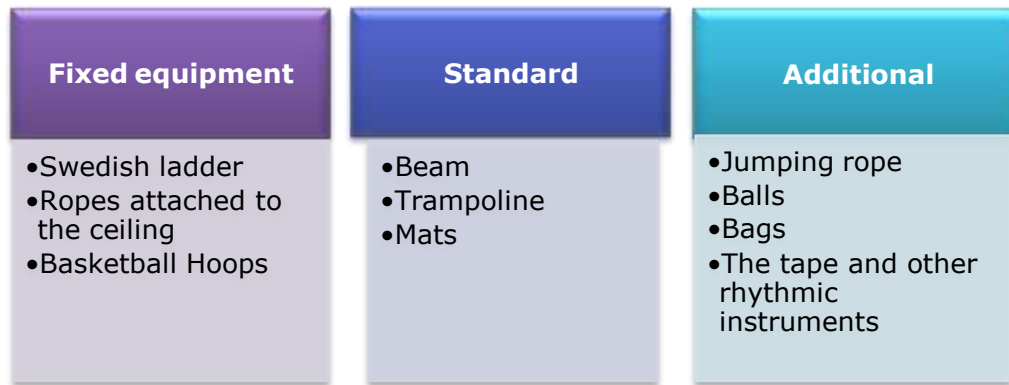 Fixed equipment
•Swedish ladder
•Ropes attached to
the ceiling
•Basketball Hoops
Standard
•Beam
•Trampoline
•Mats
Additional
•Jumping rope
•Balls
•Bags
•The tape and other
rhythmic
instruments